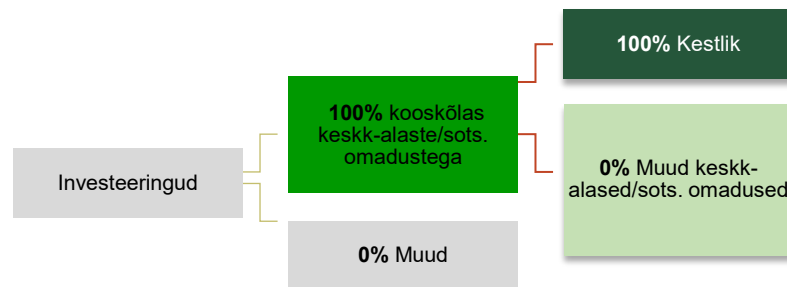 Investeeringud
100% kooskõlas
keskk-alaste/sots.
omadustega
0% Muud
100% Kestlik
0% Muud keskk-
alased/sots. omadused